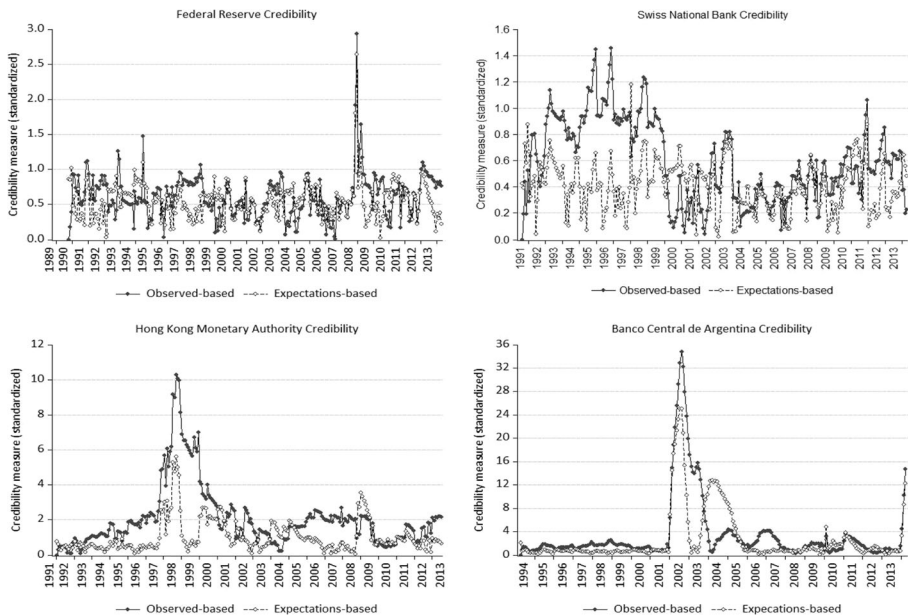 Federal Reserve Credibility
Credibility measure (standardized)
3.0
2.5
2.0
1.5
1.0
0.5
0.0
1989 1990 1991 1992 1993 1994 1995 1996 1997 1998 1999 2000 2001 2002 2003 2004 2005 2006 2007 2008 2009 2010 2011 2012 2013
Observed-based Expectations-based
Swiss National Bank Credibility
Credibility measure (standardized)
1.6
1.4
1.2
1.0
0.8
0.6
0.4
0.2
0.0
1991 1992 1993 1994 1995 1996 1997 1998 1999 2000 2001 2002 2003 2004 2005 2006 2007 2008 2009 2010 2011 2012 2013
Observed-based Expectations-based
Hong Kong Monetary Authority Credibility
Credibility measure (standardized)
12
10
8
6
4
2
0
1991 1992 1993 1994 1995 1996 1997 1998 1999 2000 2001 2002 2003 2004 2005 2006 2007 2008 2009 2010 2011 2012 2013
Observed-based Expectations-based
Banco Central de Argentina Credibility
Credibility measure (standardized)
36
32
28
24
20
16
12
8
4
0
1994 1995 1996 1997 1998 1999 2000 2001 2002 2003 2004 2005 2006 2007 2008 2009 2010 2011 2012 2013
Observed-based Expectations-based